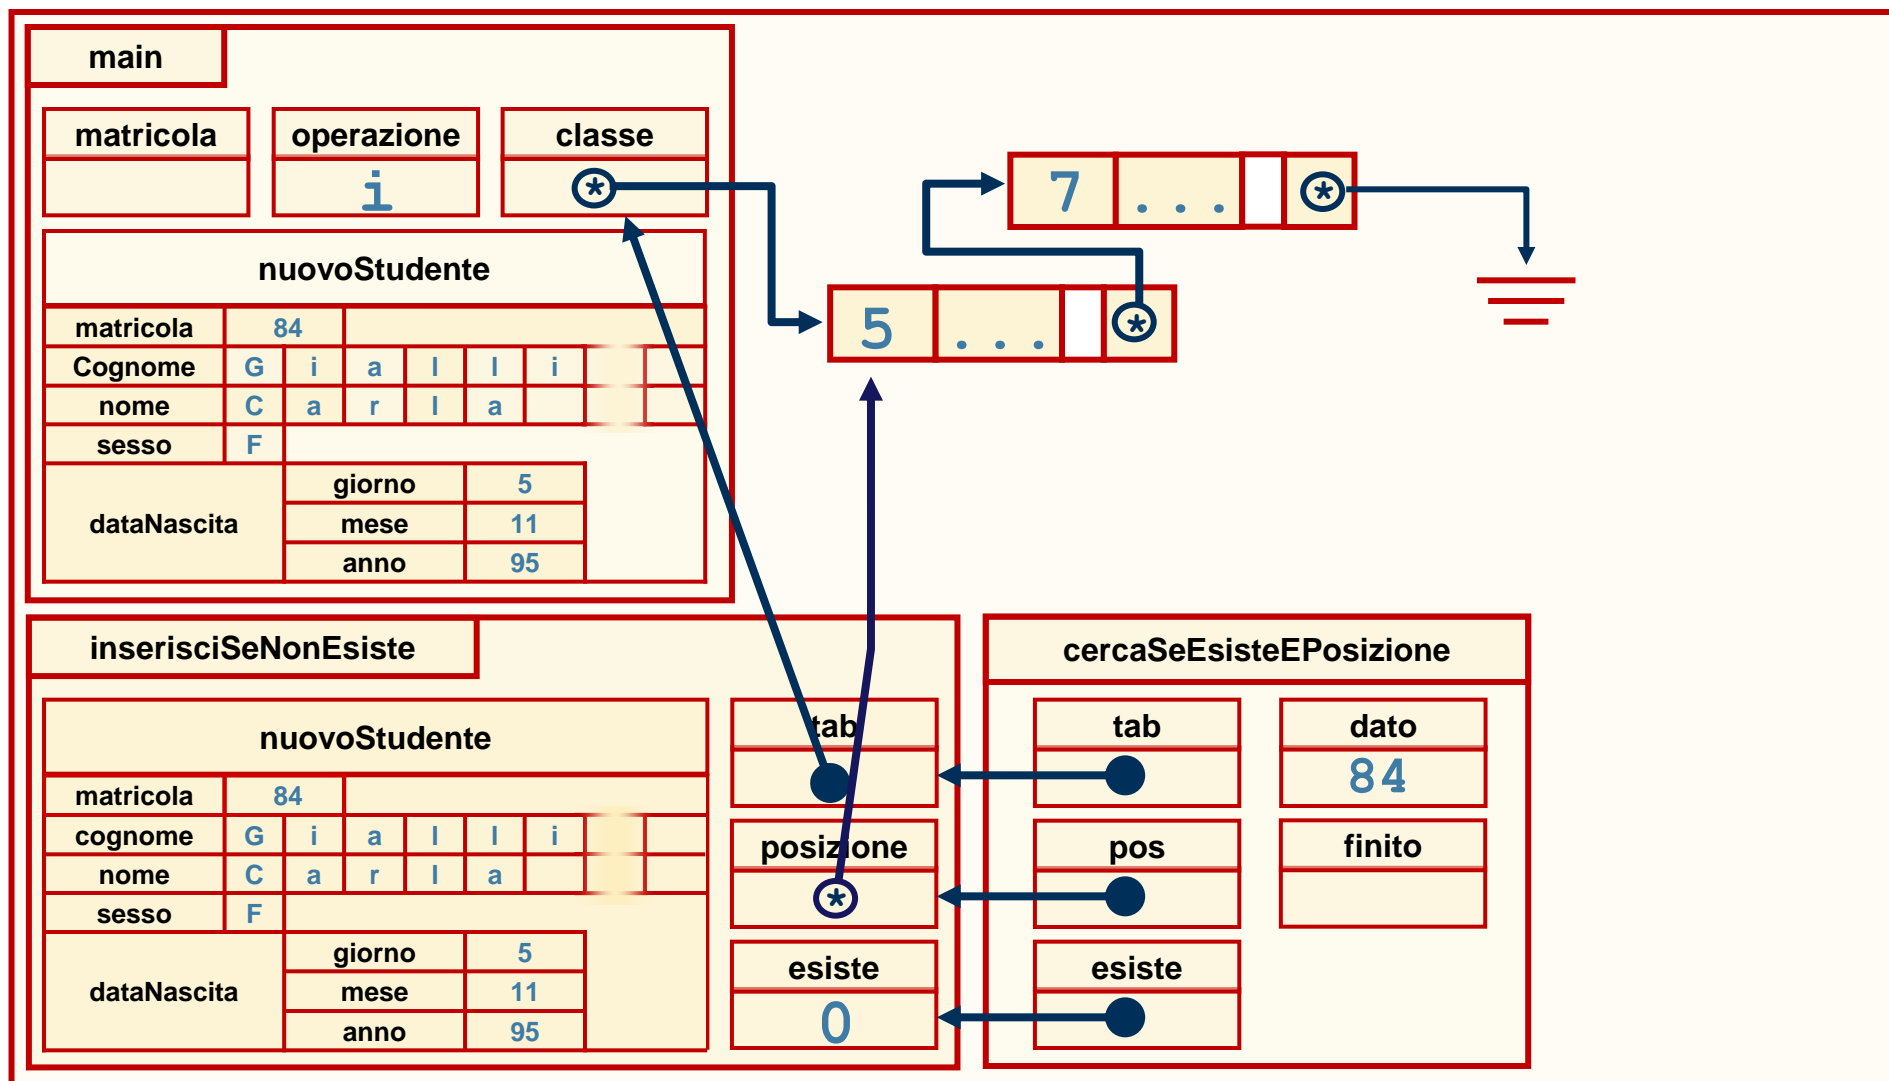 main
matricola operazione classe
i *
nuovoStudente
matricola 84
Cognome G i a l l i
nome C a r l a
sesso F
dataNascita giorno 5
mese 11
anno 95
7 . . . *
5 . . . *
inserisciSeNonEsiste
nuovoStudente
matricola 84
cognome G i a l l i
nome C a r l a
sesso F
dataNascita giorno 5
mese 11
anno 95
tab
posizione
*
esiste
0
cercaSeEsisteEPosizione
tab dato
84
pos finito
esiste